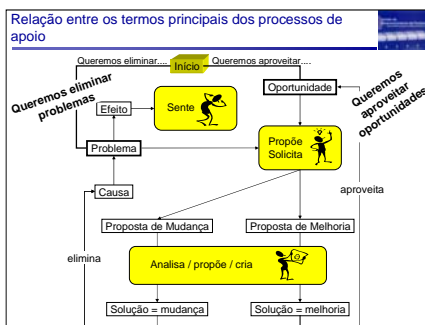 Relação entre os termos principais dos processos de
apoio
Queremos eliminar....
Início
Queremos aproveitar....
Queremos eliminar
problemas
Oportunidade
Queremos
aproveitar
oportunidades
Efeito
Sente
Problema
Propõe
Solicita
Causa
aproveita
Proposta de Mudança
Proposta de Melhoria
elimina
Analisa / propõe / cria
Solução = mudança
Solução = melhoria